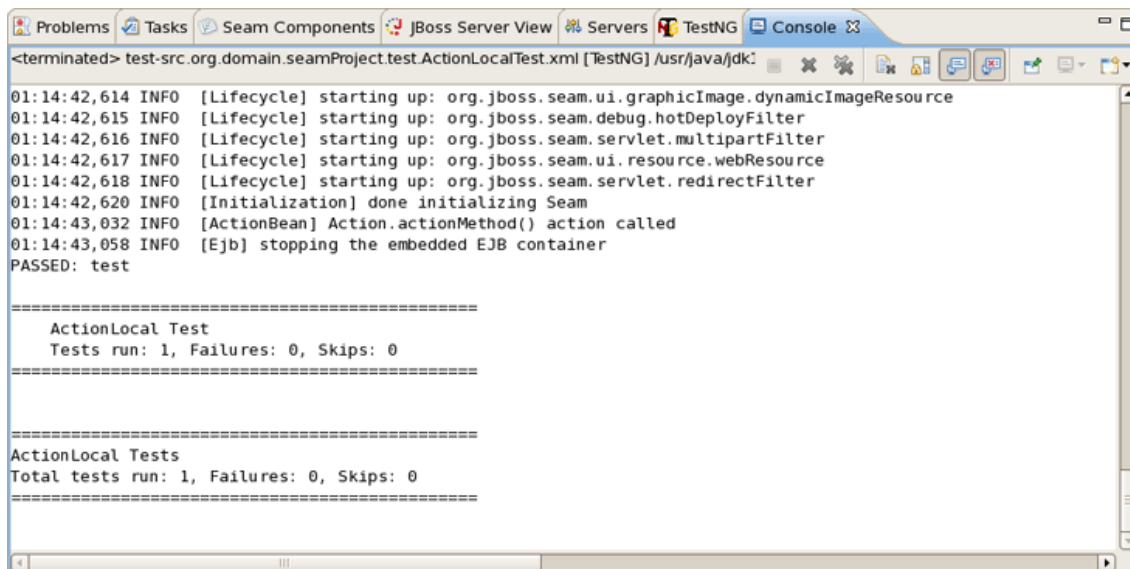 Problems Tasks Seam Components JBoss Server View Servers TestNG Console
<terminated> test-src.org.domain.seamProject.test.ActionLocalTest.xml [TestNG] /usr/java/jdk1
01:14:42,614 INFO  [Lifecycle] starting up: org.jboss.seam.ui.graphicImage.dynamicImageResource
01:14:42,615 INFO  [Lifecycle] starting up: org.jboss.seam.debug.hotDeployFilter
01:14:42,616 INFO  [Lifecycle] starting up: org.jboss.seam.servlet.multipartFilter
01:14:42,617 INFO  [Lifecycle] starting up: org.jboss.seam.ui.resource.webResource
01:14:42,618 INFO  [Lifecycle] starting up: org.jboss.seam.servlet.redirectFilter
01:14:42,620 INFO  [Initialization] done initializing Seam
01:14:43,032 INFO  [ActionBean] Action.actionMethod() action called
01:14:43,058 INFO  [Ejb] stopping the embedded EJB container
PASSED: test
===============================================
    ActionLocal Test
    Tests run: 1, Failures: 0, Skips: 0
===============================================
===============================================
ActionLocal Tests
Total tests run: 1, Failures: 0, Skips: 0
===============================================